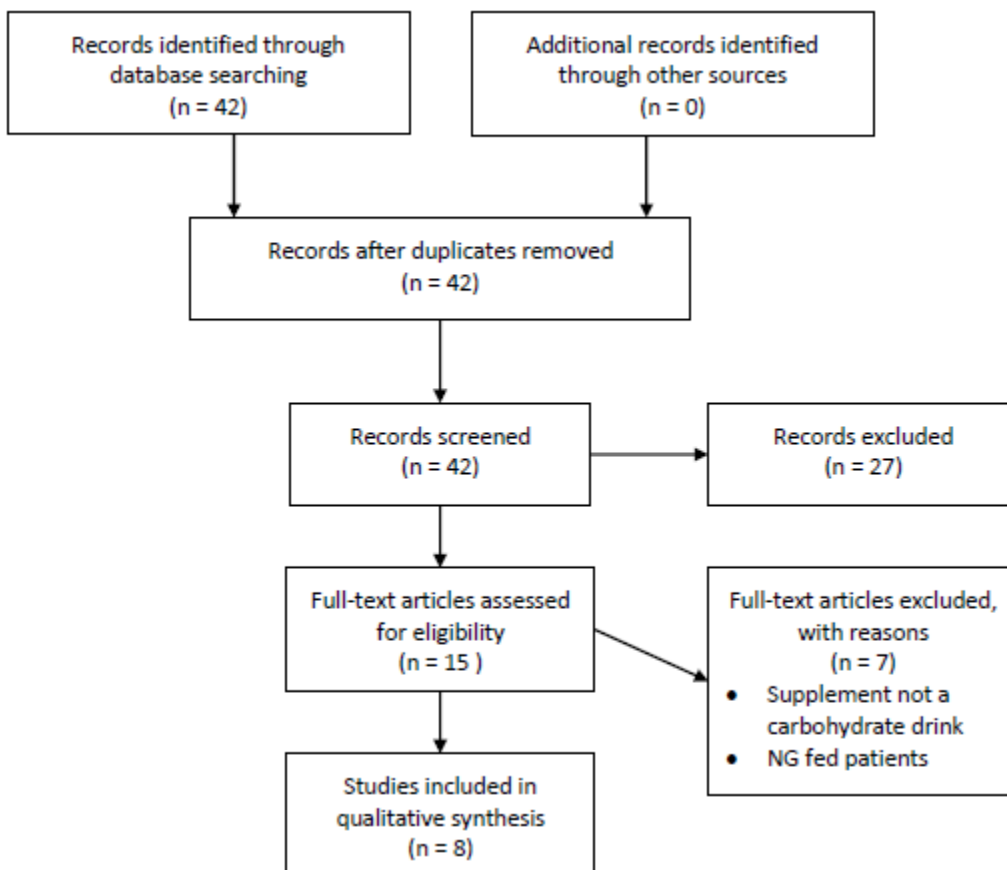 Records identified through
database searching
(n = 42)
Additional records identified
through other sources
(n = 0)
Records after duplicates removed
(n = 42)
Records screened
(n = 42)
Records excluded
(n = 27)
Full-text articles assessed
for eligibility
(n = 15 )
Full-text articles excluded,
with reasons
(n = 7)
• Supplement not a
carbohydrate drink
• NG fed patients
Studies included in
qualitative synthesis
(n = 8)